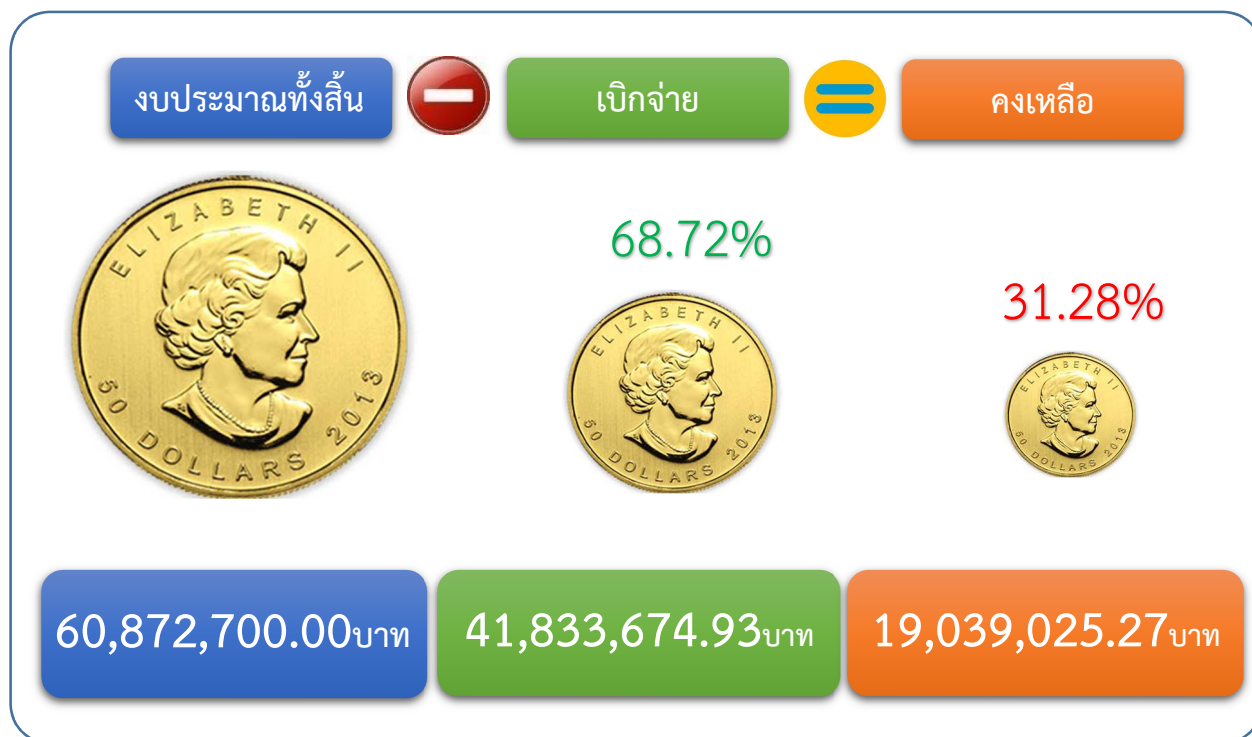 งบประมาณทั้งสิ้น
เบิกจ่าย
คงเหลือ
ELIZABETH II
50 DOLLARS 2013
68.72%
ELIZABETH II
50 DOLLARS 2013
31.28%
ELIZABETH II
50 DOLLARS 2013
60,872,700.00บาท
41,833,674.93บาท
19,039,025.27บาท